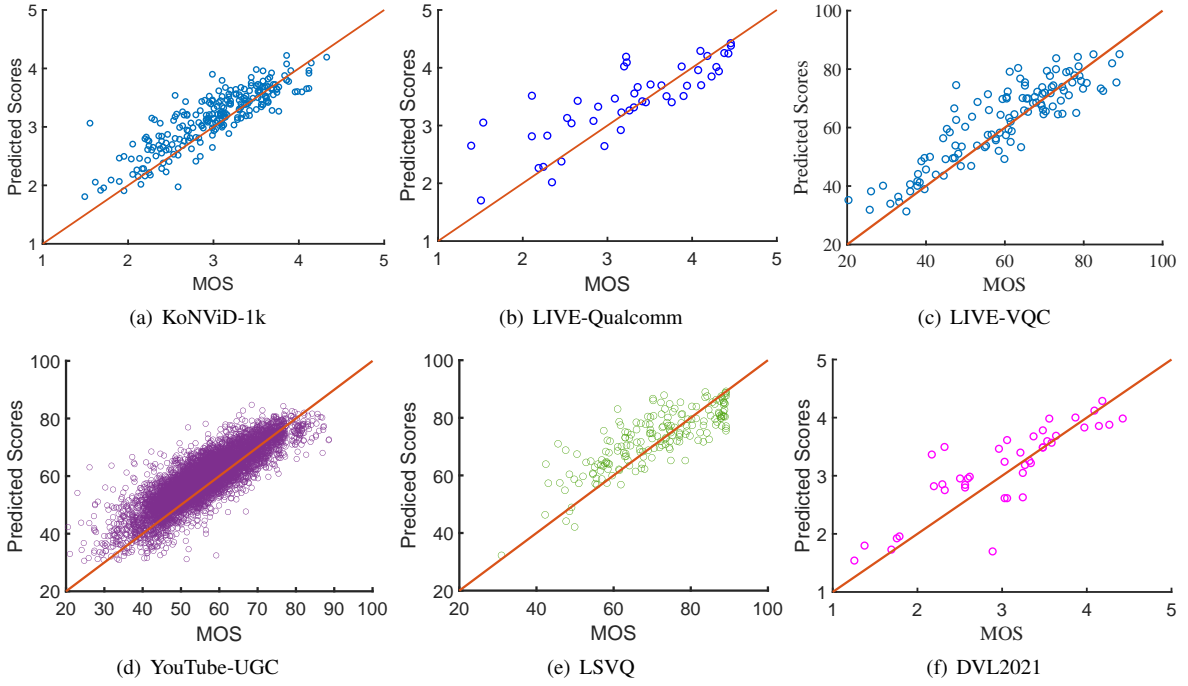 5
4
3
2
1
Predicted Scores
1 2 3 4 5
MOS
(a) KoNViD-1k
5
4
3
2
1
Predicted Scores
1 2 3 4 5
MOS
(b) LIVE-Qualcomm
100
80
60
40
20
Predicted Scores
20 40 60 80 100
MOS
(c) LIVE-VQC
100
80
60
40
20
Predicted Scores
20 30 40 50 60 70 80 90 100
MOS
(d) YouTube-UGC
100
80
60
40
20
Prediced Scores
20 40 60 80 100
MOS
(e) LSVQ
5
4
3
2
1
Predicted Scores
1 2 3 4 5
MOS
(f) DVL2021